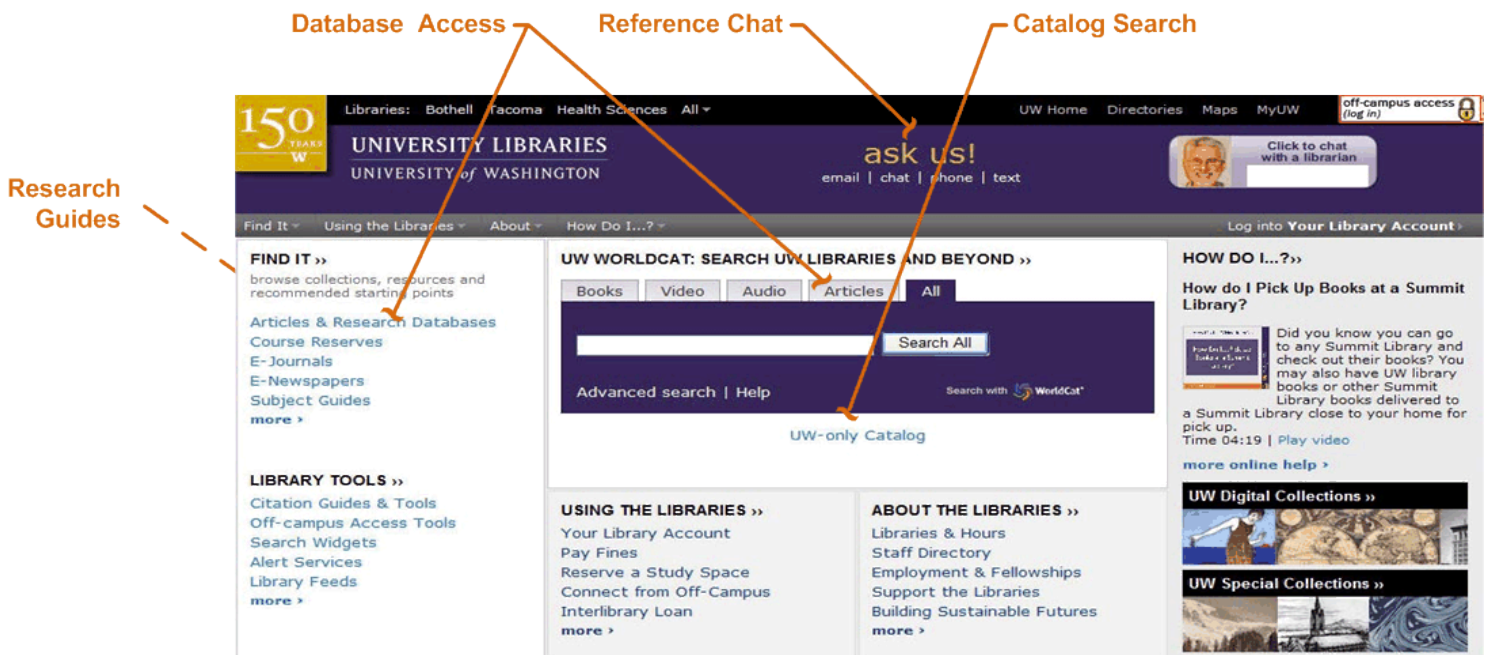 Database Access
Reference Chat
Catalog Search
Research
Guides
150
YEARS
W
Libraries: Bothell Tacoma Health Sciences All
UW Home Directories Maps MyUW
off-campus access
(log in)
UNIVERSITY LIBRARIES
UNIVERSITY of WASHINGTON
ask us!
email | chat | phone | text
Click to chat
with a librarian
Find It Using the Libraries About How Do I...?
Log into Your Library Account ›
FIND IT ››
browse collections, resources and
recommended starting points
Articles & Research Databases
Course Reserves
E-Journals
E-Newspapers
Subject Guides
more ›
LIBRARY TOOLS ››
Citation Guides & Tools
Off-campus Access Tools
Search Widgets
Alert Services
Library Feeds
more ›
UW WORLDCAT: SEARCH UW LIBRARIES AND BEYOND ››
Books Video Audio Articles All
Search All
Advanced search | Help
Search with WorldCat
UW-only Catalog
USING THE LIBRARIES ››
Your Library Account
Pay Fines
Reserve a Study Space
Connect from Off-Campus
Interlibrary Loan
more ›
ABOUT THE LIBRARIES ››
Libraries & Hours
Staff Directory
Employment & Fellowships
Support the Libraries
Building Sustainable Futures
more ›
HOW DO I...?››
How do I Pick Up Books at a Summit
Library?
Did you know you can go
to any Summit Library and
check out their books? You
may also have UW library
books or other Summit
Library books delivered to
a Summit Library close to your home for
pick up.
Time 04:19 | Play video
more online help ›
UW Digital Collections ››
UW Special Collections ››